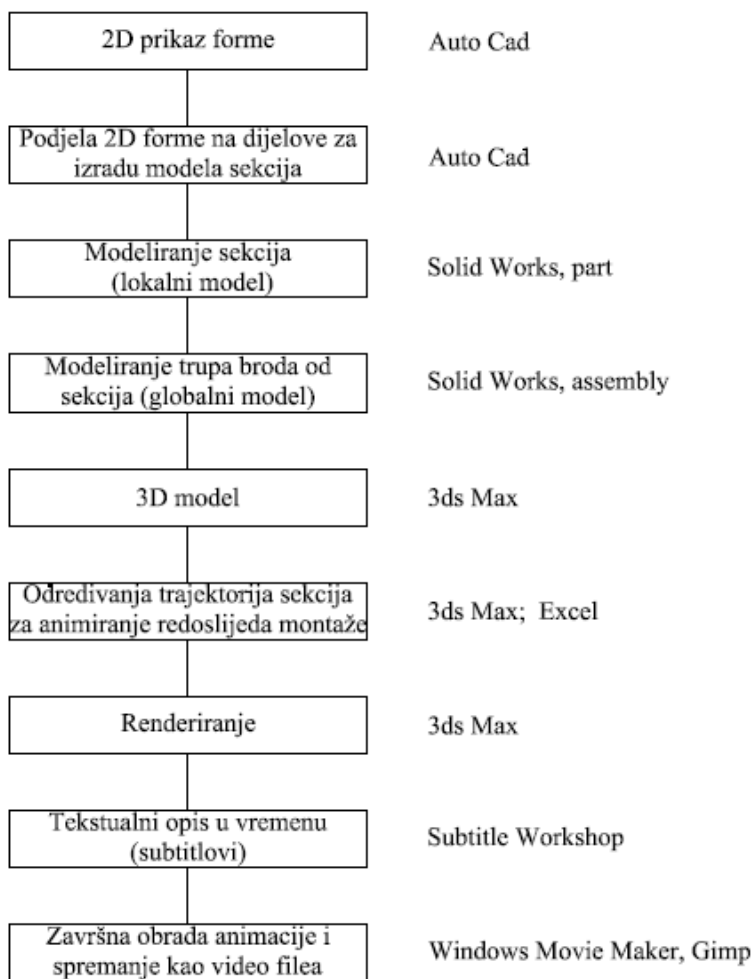 2D prikaz forme
Auto Cad
Podjela 2D forme na dijelove za
izradu modela sekcija
Auto Cad
Modeliranje sekcija
(lokalni model)
Solid Works, part
Modeliranje trupa broda od
sekcija (globalni model)
Solid Works, assembly
3D model
3ds Max
Određivanja trajektorija sekcija
za animiranje redoslijeda montaže
3ds Max;  Excel
Renderiranje
3ds Max
Tekstualni opis u vremenu
(subtitlovi)
Subtitle Workshop
Završna obrada animacije i
spremanje kao video filea
Windows Movie Maker, Gimp